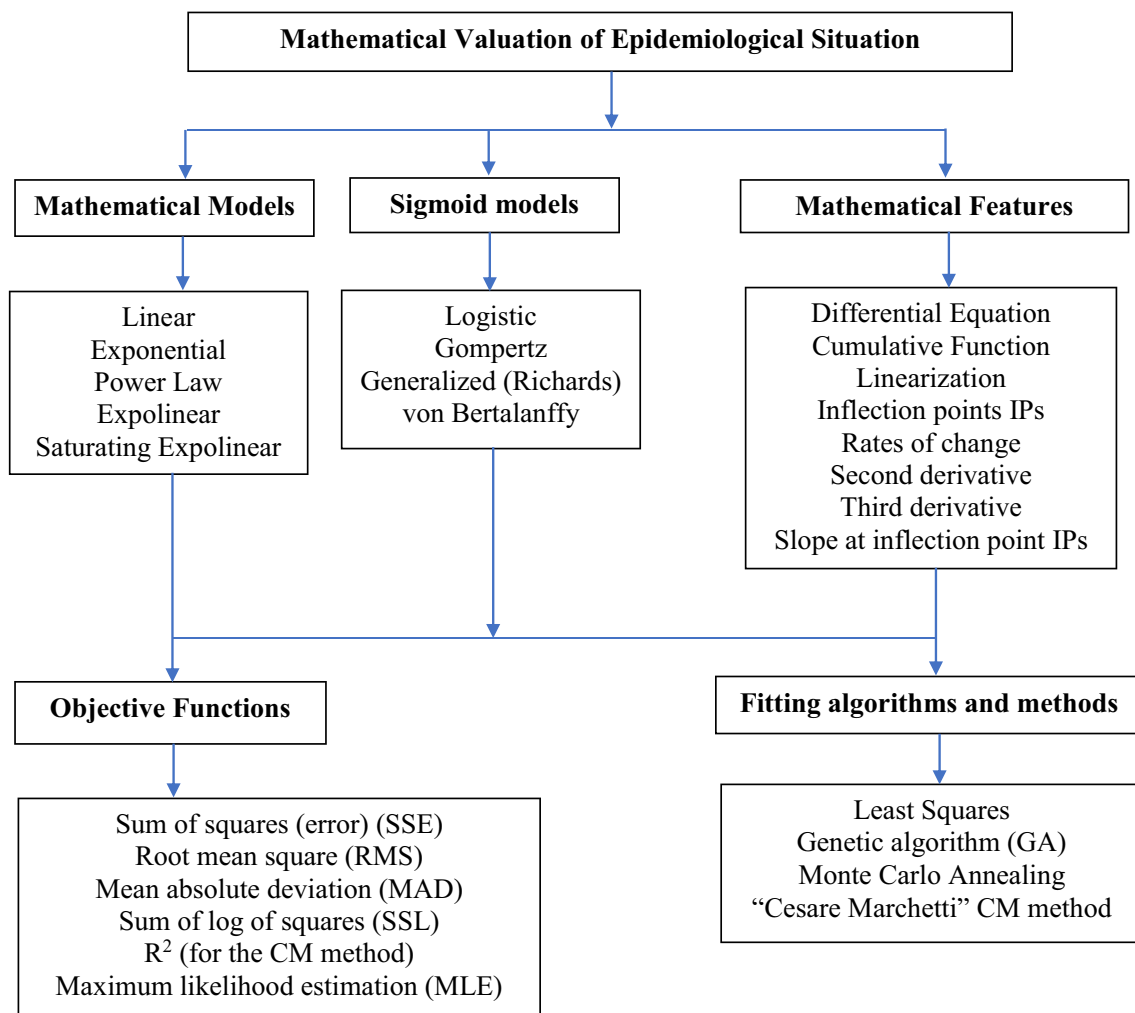 Mathematical Valuation of Epidemiological Situation
Mathematical Models
Sigmoid models
Mathematical Features
Linear
Exponential
Power Law
Expolinear
Saturating Expolinear
Logistic
Gompertz
Generalized (Richards)
von Bertalanffy
Differential Equation
Cumulative Function
Linearization
Inflection points IPs
Rates of change
Second derivative
Third derivative
Slope at inflection point IPs
Objective Functions
Fitting algorithms and methods
Sum of squares (error) (SSE)
Root mean square (RMS)
Mean absolute deviation (MAD)
Sum of log of squares (SSL)
R² (for the CM method)
Maximum likelihood estimation (MLE)
Least Squares
Genetic algorithm (GA)
Monte Carlo Annealing
“Cesare Marchetti” CM method